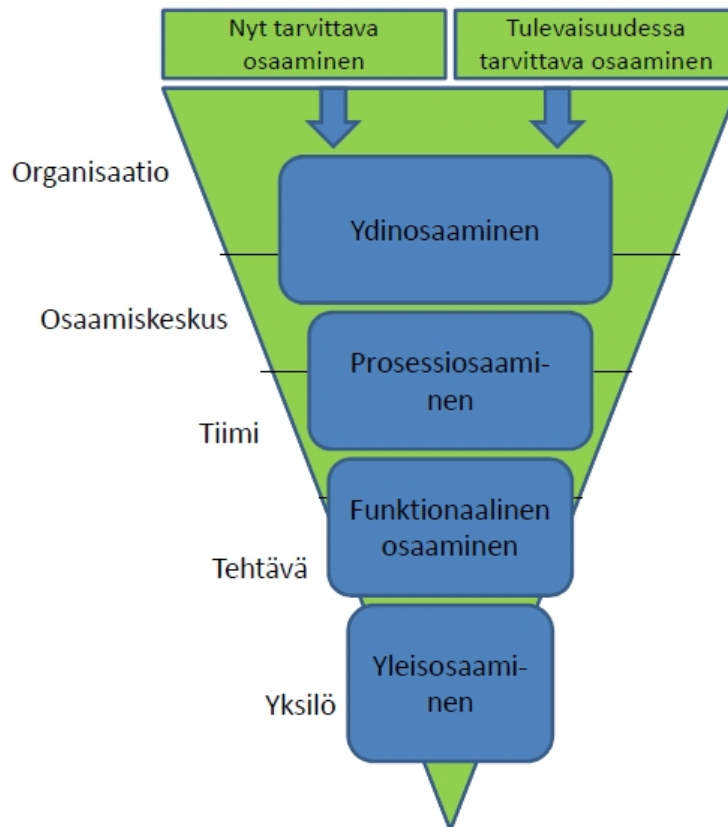 Nyt tarvittava
osaaminen
Tulevaisuudessa
tarvittava osaaminen
Organisaatio
Ydinosaaminen
Osaamiskeskus
Prosessiosaami-
nen
Tiimi
Funktionaalinen
osaaminen
Tehtävä
Yleisosaami-
nen
Yksilö